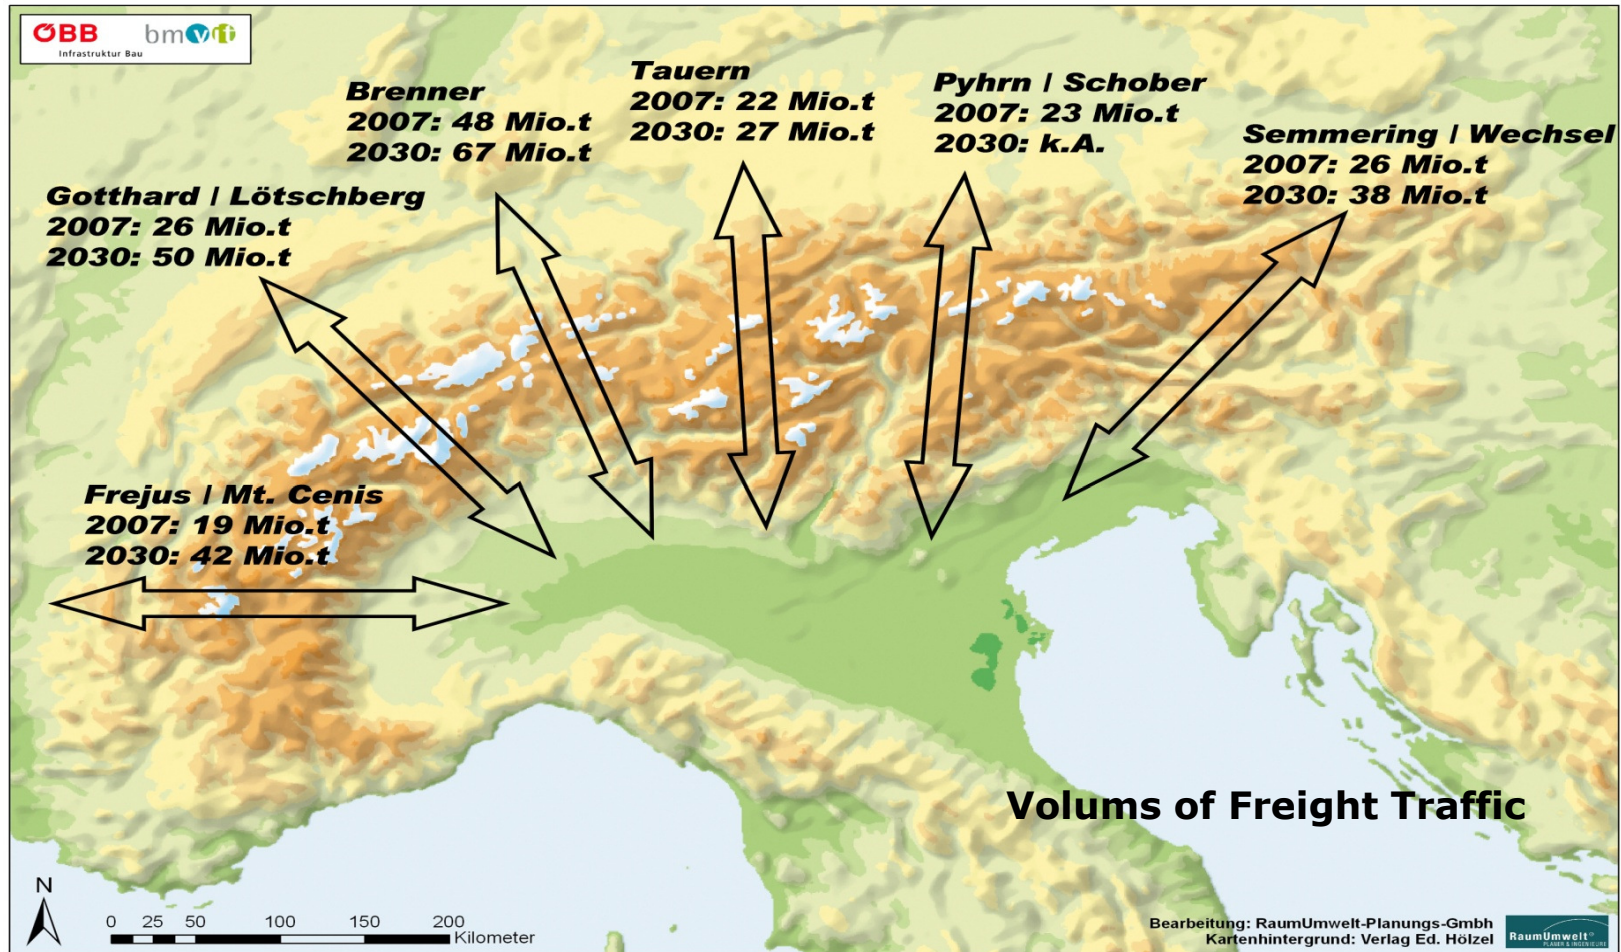 ÖBB bmvit
Infrastruktur Bau
Brenner
2007: 48 Mio.t
2030: 67 Mio.t
Tauern
2007: 22 Mio.t
2030: 27 Mio.t
Pyhrn / Schober
2007: 23 Mio.t
2030: k.A.
Semmering / Wechsel
2007: 26 Mio.t
2030: 38 Mio.t
Gotthard / Lötschberg
2007: 26 Mio.t
2030: 50 Mio.t
Frejus / Mt. Cenis
2007: 19 Mio.t
2030: 42 Mio.t
Volums of Freight Traffic
N
0 25 50 100 150 200
Kilometer
Bearbeitung: RaumUmwelt-Planungs-Gmbh
Kartenhintergrund: Verlag Ed. Hölzel
RaumUmwelt®
PLANER & INGENIEURE